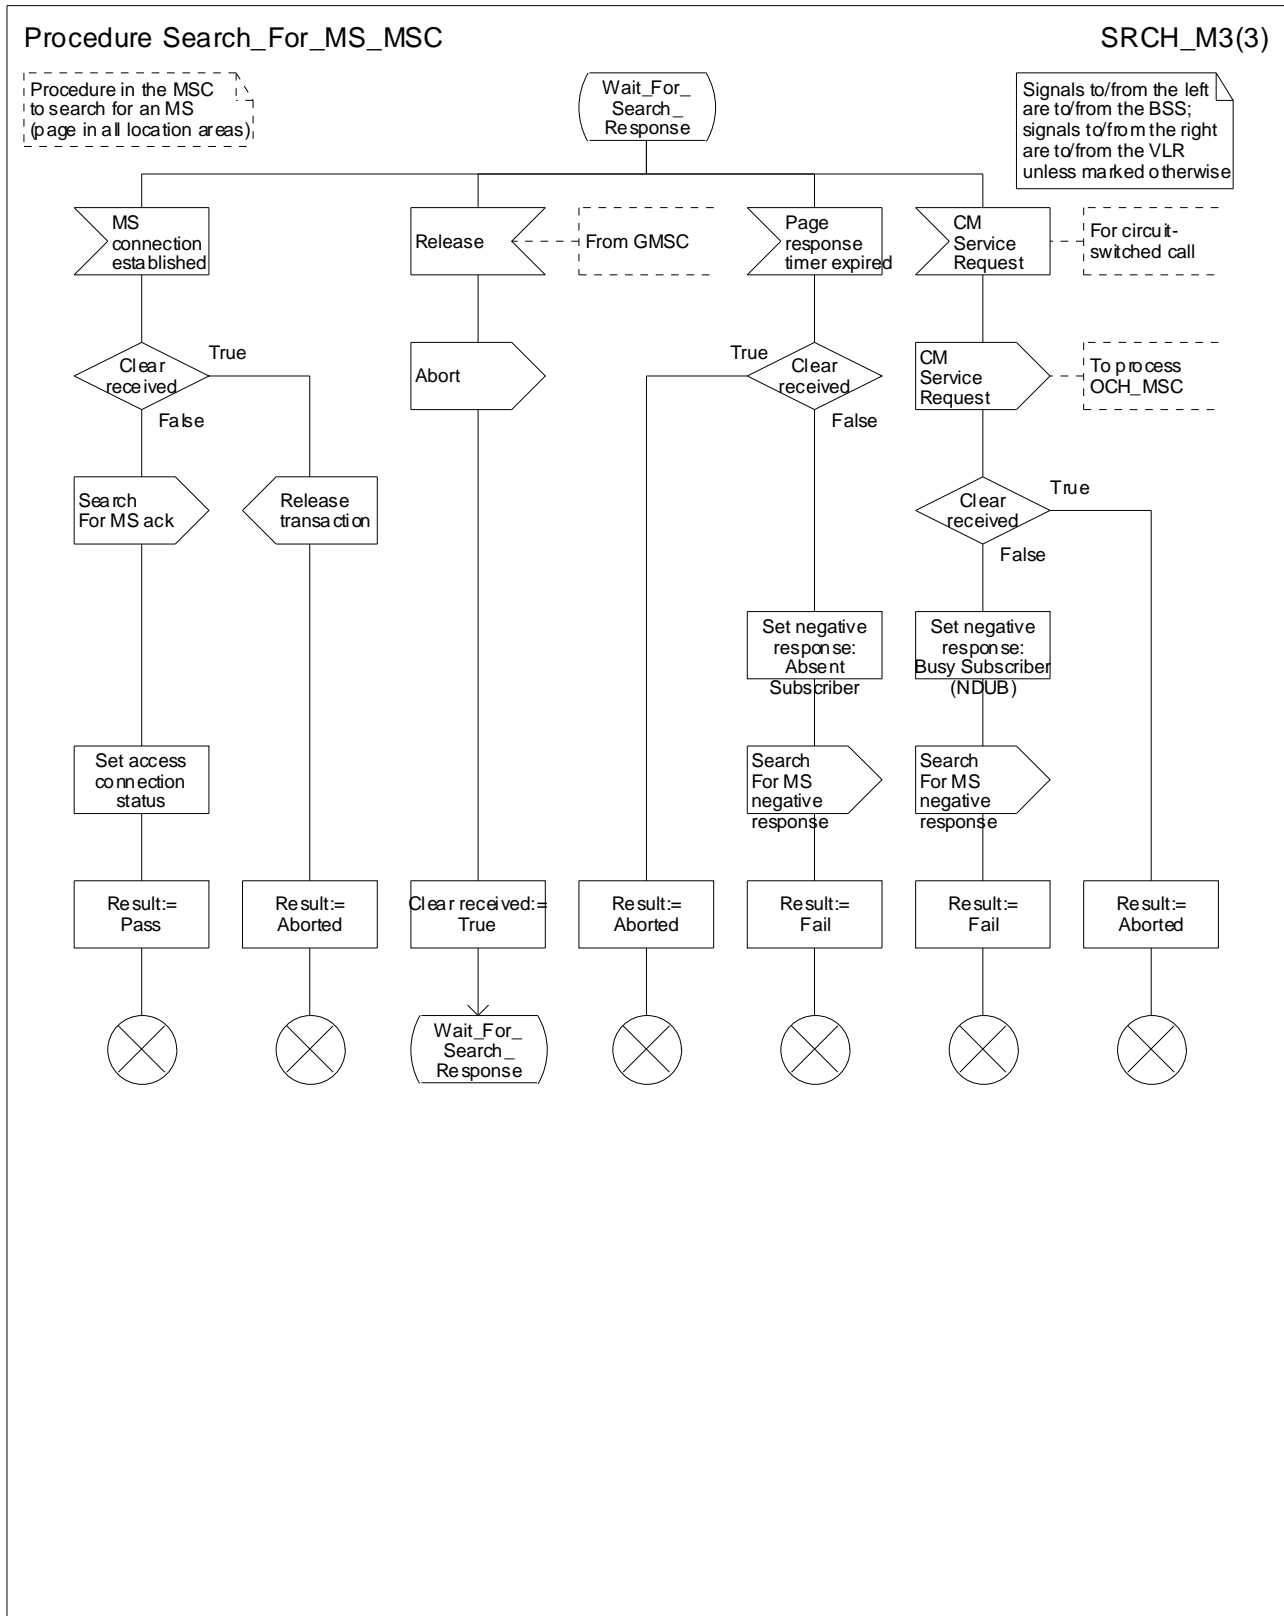 Procedure Search_For_MS_MSC
SRCH_M3(3)
Procedure in the MSC
to search for an MS
(page in all location areas)
Wait_For_
Search_
Response
Signals to/from the left
are to/from the BSS;
signals to/from the right
are to/from the VLR
unless marked otherwise
MS
connection
established
Release
From GMSC
Page
response
timer expired
CM
Service
Request
For circuit-
switched call
Clear
received
True
False
Abort
True
Clear
received
False
CM
Service
Request
To process
OCH_MSC
Search
For MS ack
Release
transaction
Clear
received
True
False
Set negative
response:
Absent
Subscriber
Set negative
response:
Busy Subscriber
(NDUB)
Set access
connection
status
Search
For MS
negative
response
Search
For MS
negative
response
Result:=
Pass
Result:=
Aborted
Clear received:=
True
Result:=
Aborted
Result:=
Fail
Result:=
Fail
Result:=
Aborted
Wait_For_
Search_
Response